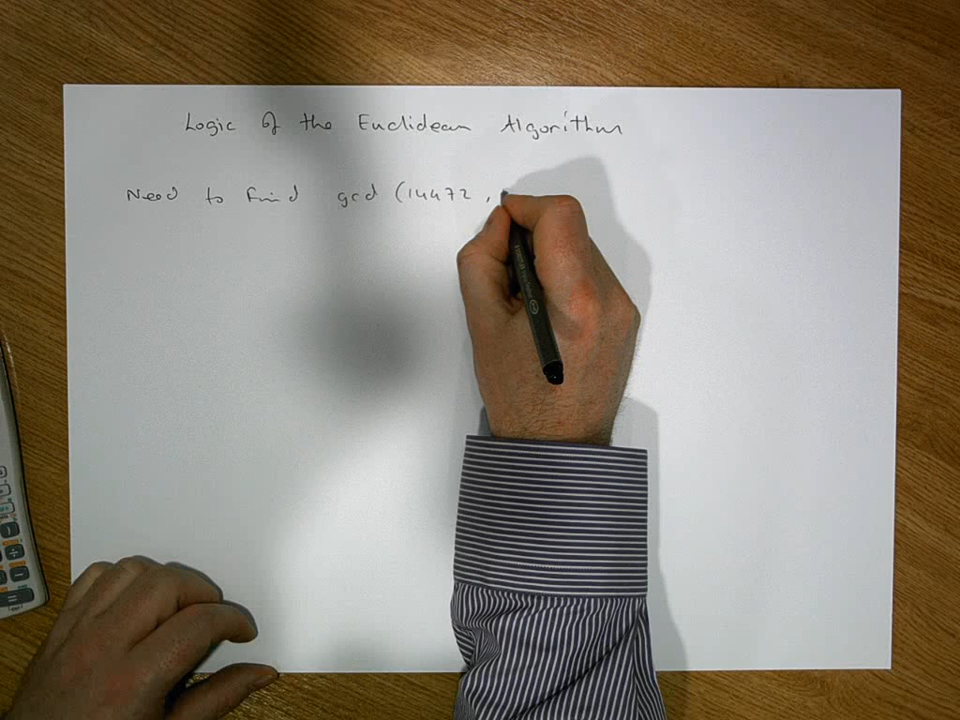 Logic of the Euclidean Algorithm
Need to find gcd (14472 ,